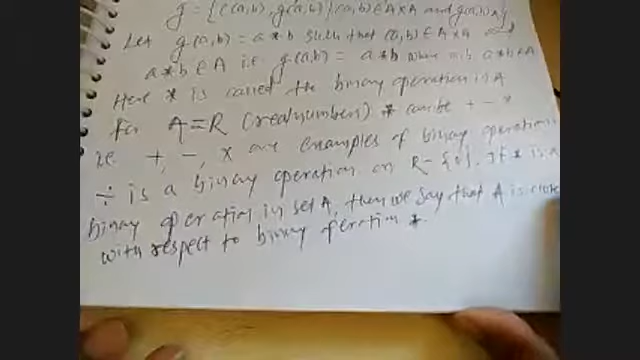 g = {((a,b), g(a,b)) | (a,b) ∈ A×A and g(a,b) ∈ A}
Let g(a,b) = a * b such that (a,b) ∈ A×A and
a * b ∈ A i.e g(a,b) = a * b when a,b, a*b ∈ A
Here * is called the binary operation in A
For A = R (real numbers) * can be + - ×
i.e +, -, × are examples of binary operations
÷ is a binary operation on R - {0}. If * is a
binary operation in set A, then we say that A is close
with respect to binary operation *